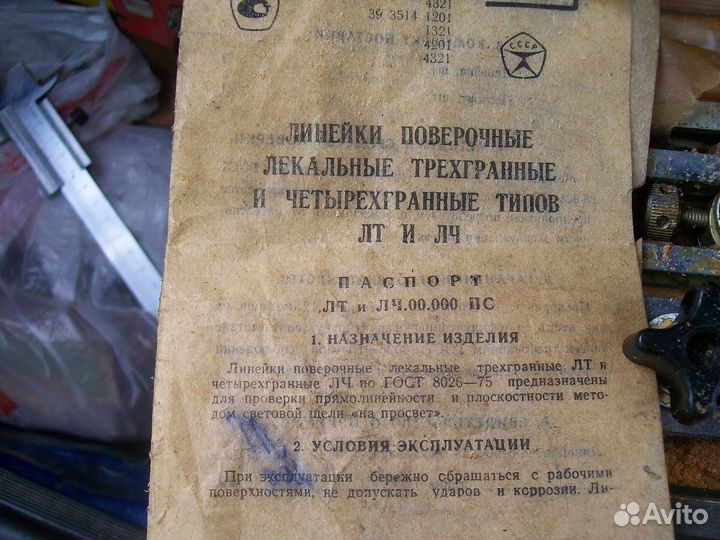 4321
39 3514 1201
1321
4201
4321
СССР
ЛИНЕЙКИ ПОВЕРОЧНЫЕ
ЛЕКАЛЬНЫЕ ТРЕХГРАННЫЕ
И ЧЕТЫРЕХГРАННЫЕ ТИПОВ
ЛТ И ЛЧ
ПАСПОРТ
ЛТ и ЛЧ.00.000 ПС
1. НАЗНАЧЕНИЕ ИЗДЕЛИЯ
Линейки поверочные лекальные трехгранные ЛТ и
четырехгранные ЛЧ по ГОСТ 8026—75 предназначены
для проверки прямолинейности и плоскостности мето-
дом световой щели «на просвет».
2. УСЛОВИЯ ЭКСПЛУАТАЦИИ
При эксплуатации бережно обращаться с рабочими
поверхностями, не допускать ударов и коррозии. Ли-
Avito